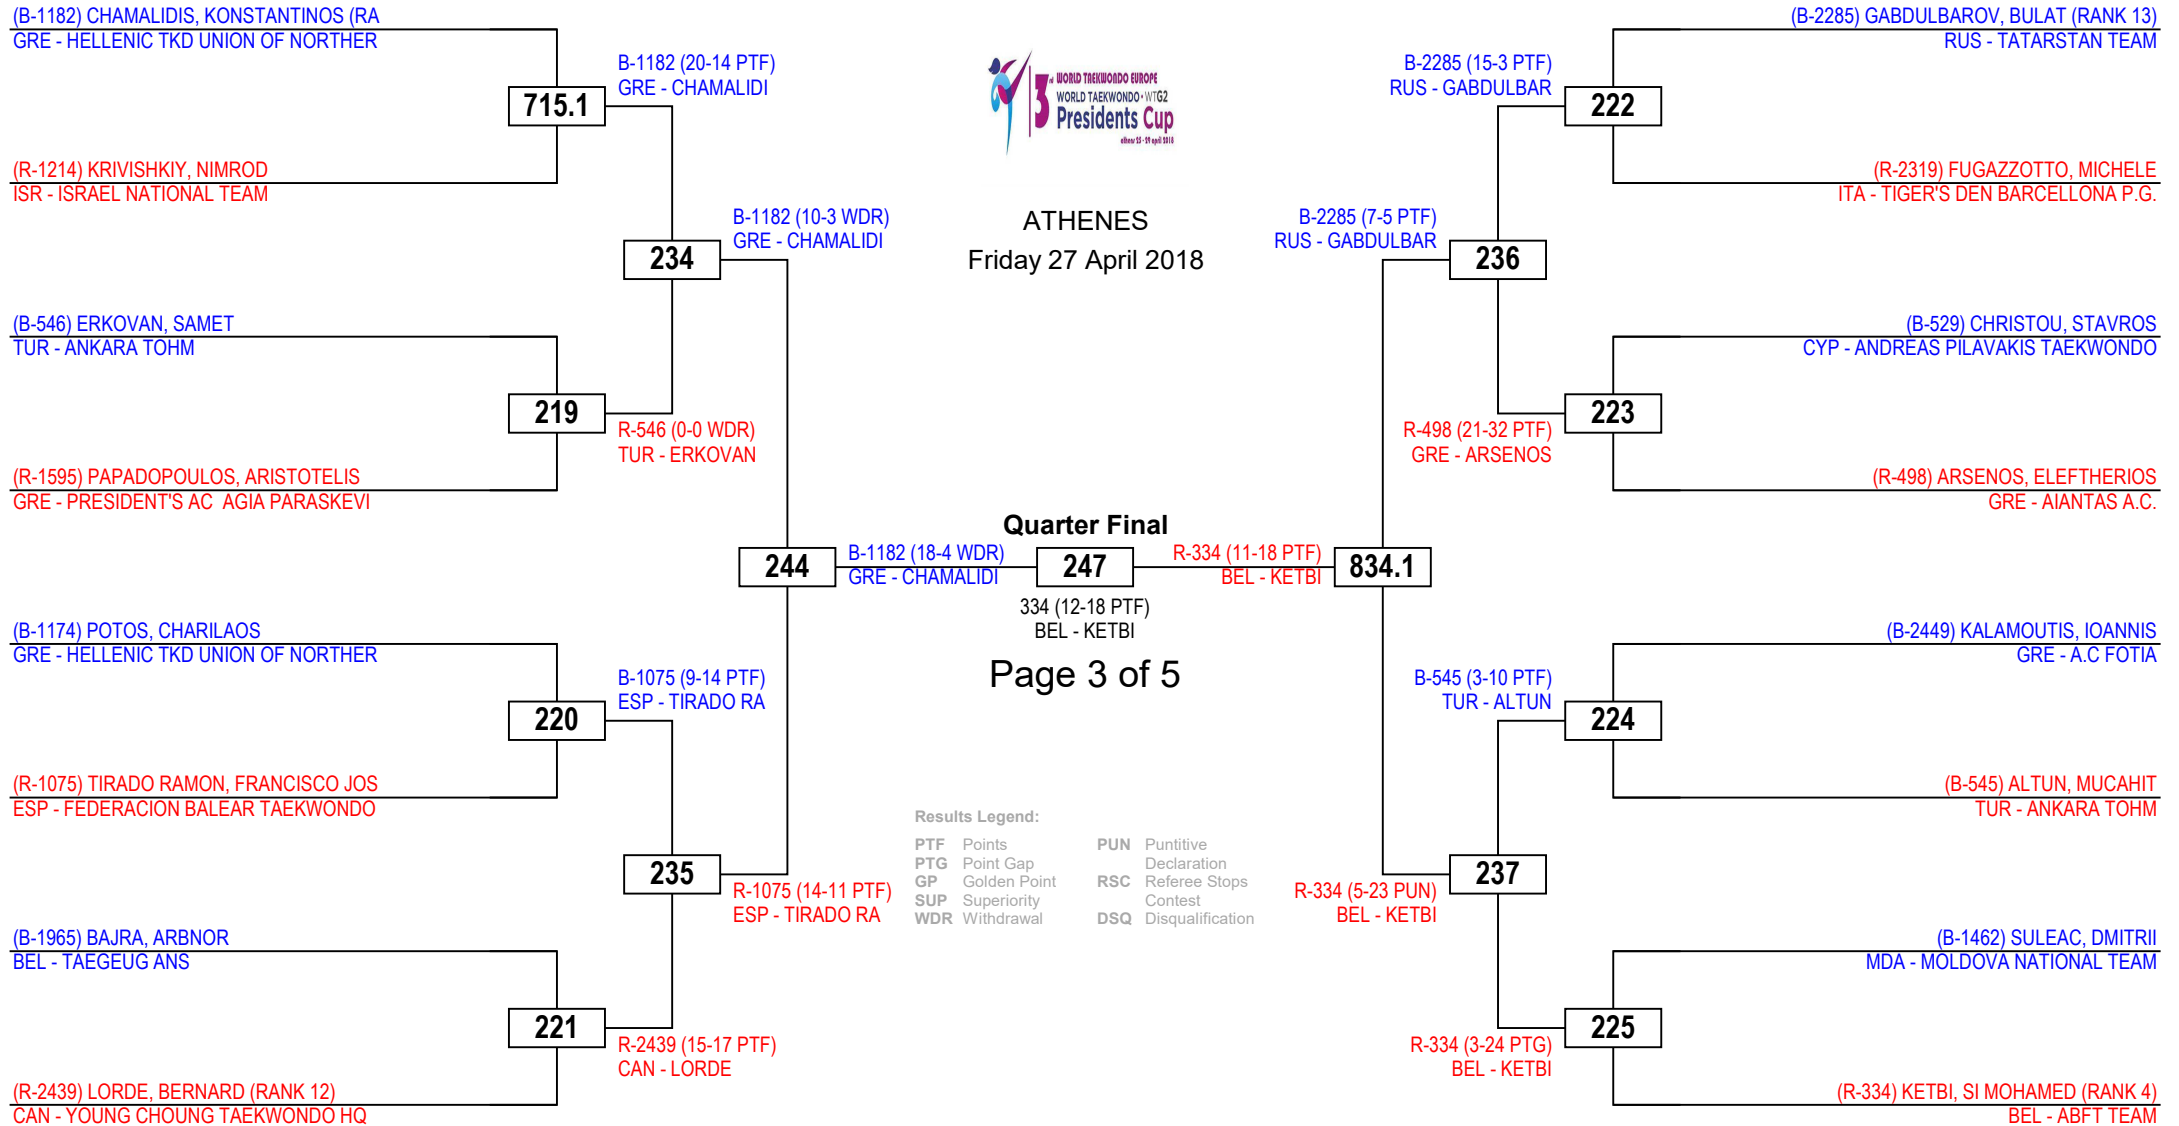 (B-1182) CHAMALIDIS, KONSTANTINOS (RA
GRE - HELLENIC TKD UNION OF NORTHER
715.1
B-1182 (20-14 PTF)
GRE - CHAMALIDI
(R-1214) KRIVISHKIY, NIMROD
ISR - ISRAEL NATIONAL TEAM
234
B-1182 (10-3 WDR)
GRE - CHAMALIDI
(B-546) ERKOVAN, SAMET
TUR - ANKARA TOHM
219
R-546 (0-0 WDR)
TUR - ERKOVAN
(R-1595) PAPADOPOULOS, ARISTOTELIS
GRE - PRESIDENT'S AC AGIA PARASKEVI
244
B-1182 (18-4 WDR)
GRE - CHAMALIDI
(B-1174) POTOS, CHARILAOS
GRE - HELLENIC TKD UNION OF NORTHER
220
B-1075 (9-14 PTF)
ESP - TIRADO RA
(R-1075) TIRADO RAMON, FRANCISCO JOS
ESP - FEDERACION BALEAR TAEKWONDO
235
R-1075 (14-11 PTF)
ESP - TIRADO RA
(B-1965) BAJRA, ARBNOR
BEL - TAEGEUG ANS
221
R-2439 (15-17 PTF)
CAN - LORDE
(R-2439) LORDE, BERNARD (RANK 12)
CAN - YOUNG CHOUNG TAEKWONDO HQ
3rd WORLD TAEKWONDO EUROPE
WORLD TAEKWONDO · WTG2
Presidents Cup
athens 25 - 29 april 2018
ATHENES
Friday 27 April 2018
Quarter Final
247
334 (12-18 PTF)
BEL - KETBI
Page 3 of 5
Results Legend:
PTF Points
PTG Point Gap
GP Golden Point
SUP Superiority
WDR Withdrawal
PUN Puntitive
Declaration
RSC Referee Stops
Contest
DSQ Disqualification
(B-2285) GABDULBAROV, BULAT (RANK 13)
RUS - TATARSTAN TEAM
B-2285 (15-3 PTF)
RUS - GABDULBAR
222
(R-2319) FUGAZZOTTO, MICHELE
ITA - TIGER'S DEN BARCELLONA P.G.
B-2285 (7-5 PTF)
RUS - GABDULBAR
236
(B-529) CHRISTOU, STAVROS
CYP - ANDREAS PILAVAKIS TAEKWONDO
223
R-498 (21-32 PTF)
GRE - ARSENOS
(R-498) ARSENOS, ELEFTHERIOS
GRE - AIANTAS A.C.
R-334 (11-18 PTF)
BEL - KETBI
834.1
(B-2449) KALAMOUTIS, IOANNIS
GRE - A.C FOTIA
B-545 (3-10 PTF)
TUR - ALTUN
224
(B-545) ALTUN, MUCAHIT
TUR - ANKARA TOHM
237
R-334 (5-23 PUN)
BEL - KETBI
(B-1462) SULEAC, DMITRII
MDA - MOLDOVA NATIONAL TEAM
225
R-334 (3-24 PTG)
BEL - KETBI
(R-334) KETBI, SI MOHAMED (RANK 4)
BEL - ABFT TEAM